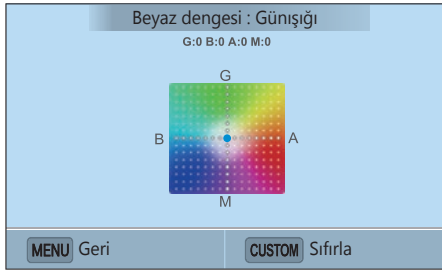 Beyaz dengesi : Günışığı
G:0 B:0 A:0 M:0
G
B A
M
MENU Geri CUSTOM Sıfırla